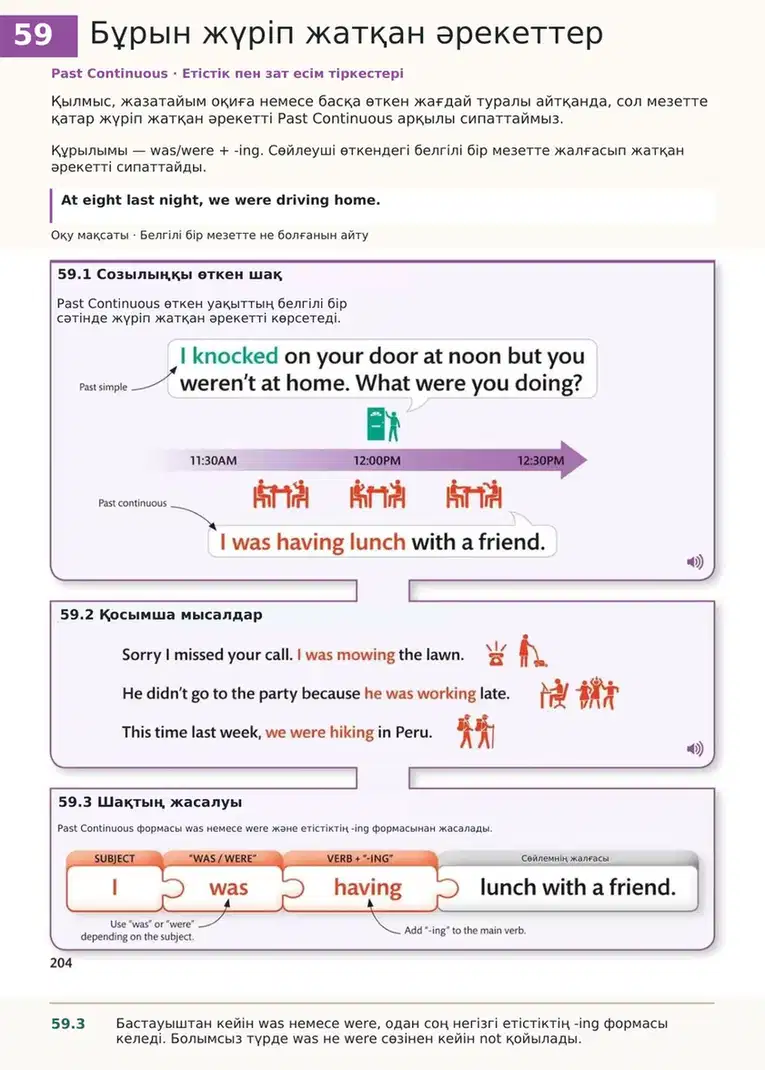 59
Бұрын жүріп жатқан әрекеттер
Past Continuous · Етістік пен зат есім тіркестері
Қылмыс, жазатайым оқиға немесе басқа өткен жағдай туралы айтқанда, сол мезетте
қатар жүріп жатқан әрекетті Past Continuous арқылы сипаттаймыз.
Құрылымы — was/were + -ing. Сөйлеуші өткендегі белгілі бір мезетте жалғасып жатқан
әрекетті сипаттайды.
At eight last night, we were driving home.
Оқу мақсаты · Белгілі бір мезетте не болғанын айту
59.1 Созылыңқы өткен шақ
Past Continuous өткен уақыттың белгілі бір
сәтінде жүріп жатқан әрекетті көрсетеді.
I knocked on your door at noon but you
weren't at home. What were you doing?
Past simple
11:30AM 12:00PM 12:30PM
Past continuous
I was having lunch with a friend.
59.2 Қосымша мысалдар
Sorry I missed your call. I was mowing the lawn.
He didn't go to the party because he was working late.
This time last week, we were hiking in Peru.
59.3 Шақтың жасалуы
Past Continuous формасы was немесе were және етістіктің -ing формасынан жасалады.
SUBJECT "WAS / WERE" VERB + "-ING" Сөйлемнің жалғасы
I was having lunch with a friend.
Use "was" or "were"
depending on the subject.
Add "-ing" to the main verb.
204
59.3 Бастауыштан кейін was немесе were, одан соң негізгі етістіктің -ing формасы
келеді. Болымсыз түрде was не were сөзінен кейін not қойылады.